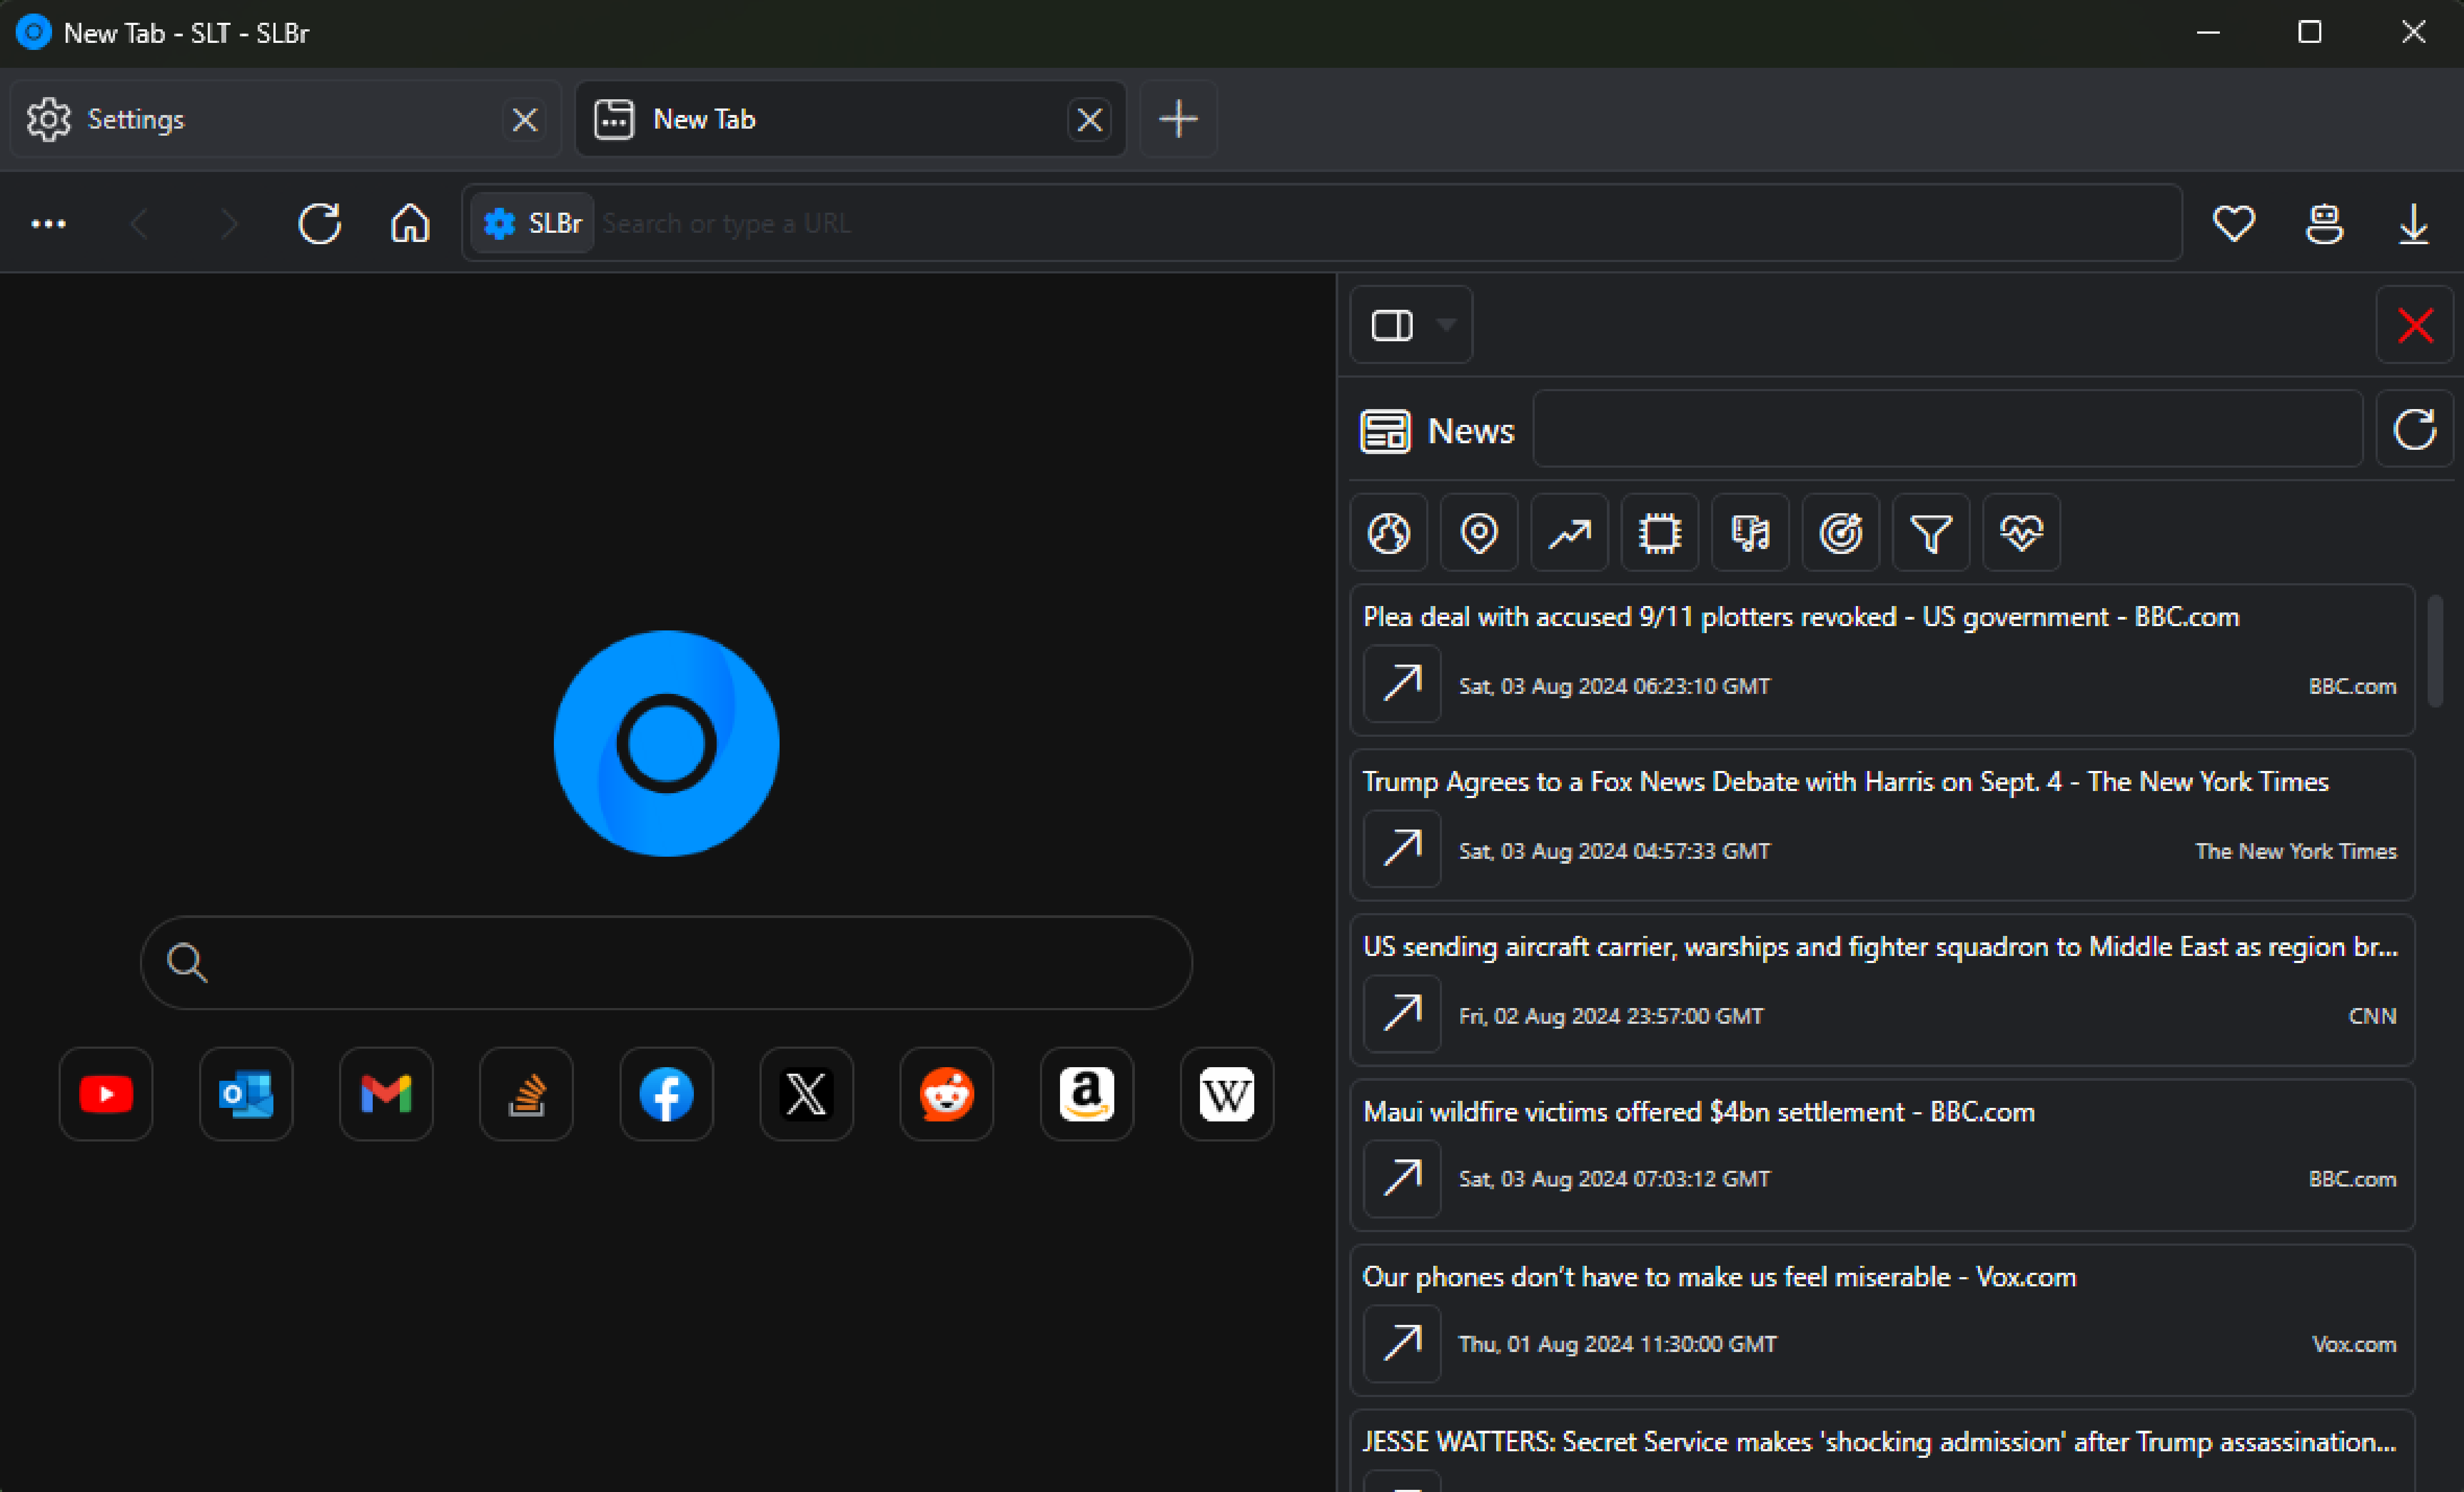 New Tab - SLT - SLBr
Settings
New Tab
SLBr Search or type a URL
News
Plea deal with accused 9/11 plotters revoked - US government - BBC.com
Sat, 03 Aug 2024 06:23:10 GMT
BBC.com
Trump Agrees to a Fox News Debate with Harris on Sept. 4 - The New York Times
Sat, 03 Aug 2024 04:57:33 GMT
The New York Times
US sending aircraft carrier, warships and fighter squadron to Middle East as region br...
Fri, 02 Aug 2024 23:57:00 GMT
CNN
Maui wildfire victims offered $4bn settlement - BBC.com
Sat, 03 Aug 2024 07:03:12 GMT
BBC.com
Our phones don’t have to make us feel miserable - Vox.com
Thu, 01 Aug 2024 11:30:00 GMT
Vox.com
JESSE WATTERS: Secret Service makes 'shocking admission' after Trump assassination...